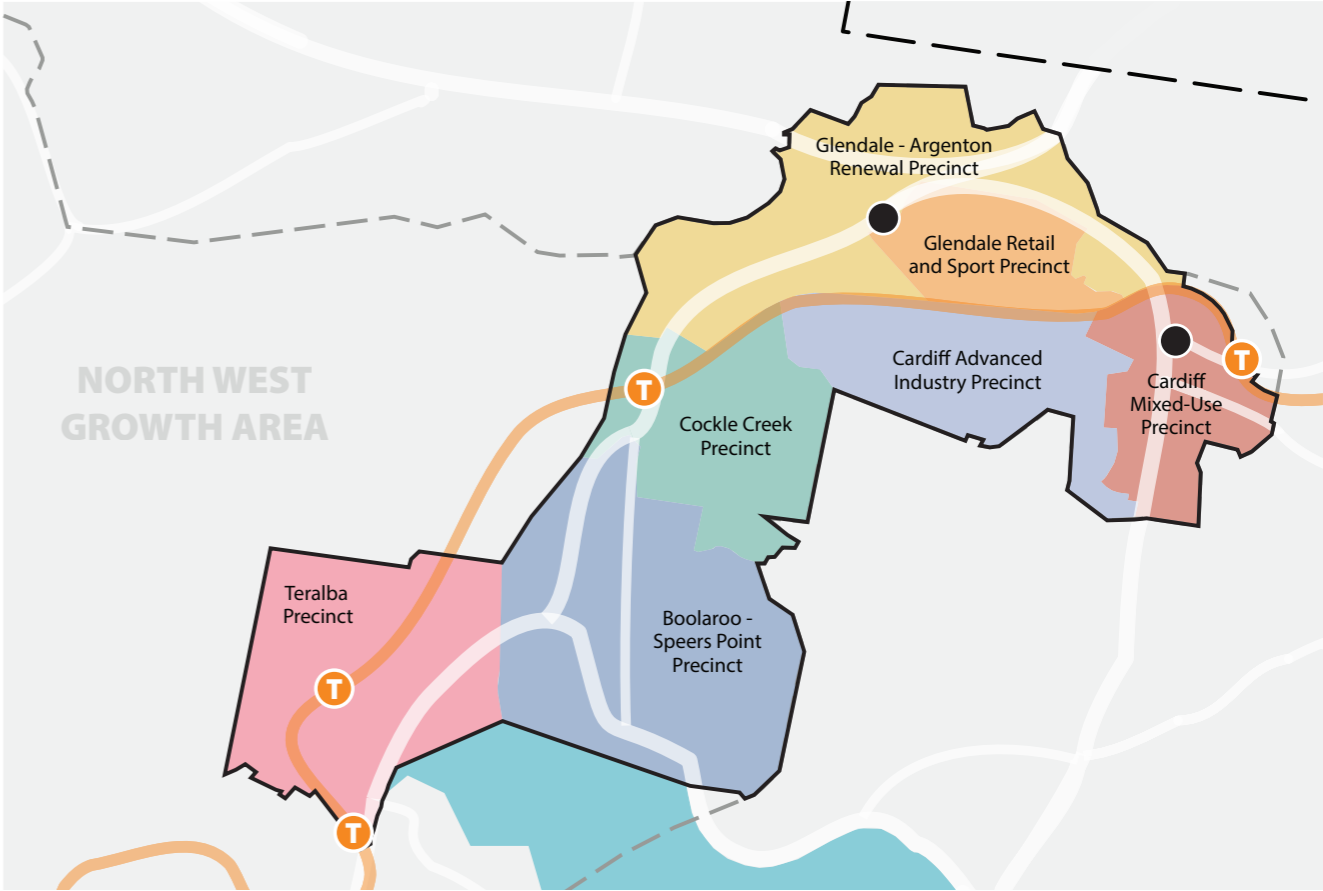 Glendale - Argenton
Renewal Precinct
Glendale Retail
and Sport Precinct
T
Cardiff Advanced
Industry Precinct
Cardiff
Mixed-Use
Precinct
NORTH WEST
GROWTH AREA
T
Cockle Creek
Precinct
Teralba
Precinct
Boolaroo -
Speers Point
Precinct
T
T